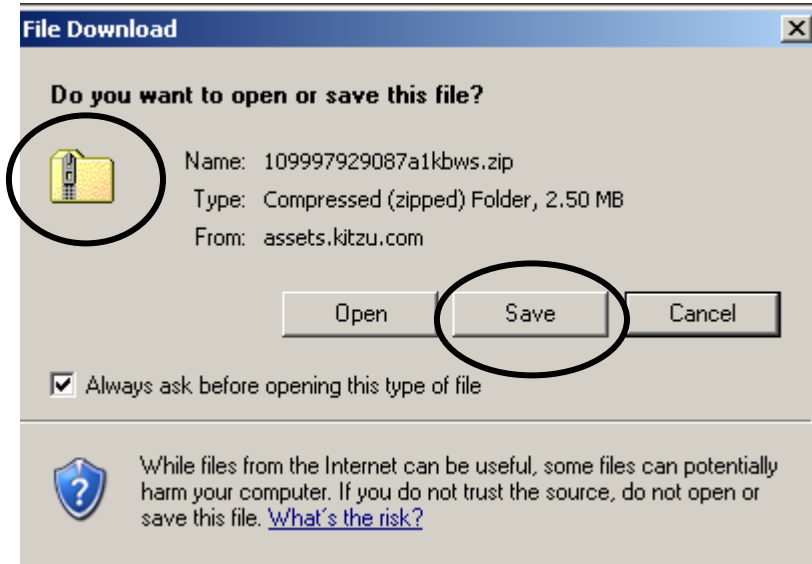 File Download
Do you want to open or save this file?
Name: 109997929087a1kbws.zip
Type: Compressed (zipped) Folder, 2.50 MB
From: assets.kitzu.com
Open Save Cancel
Always ask before opening this type of file
While files from the Internet can be useful, some files can potentially
harm your computer. If you do not trust the source, do not open or
save this file. What's the risk?